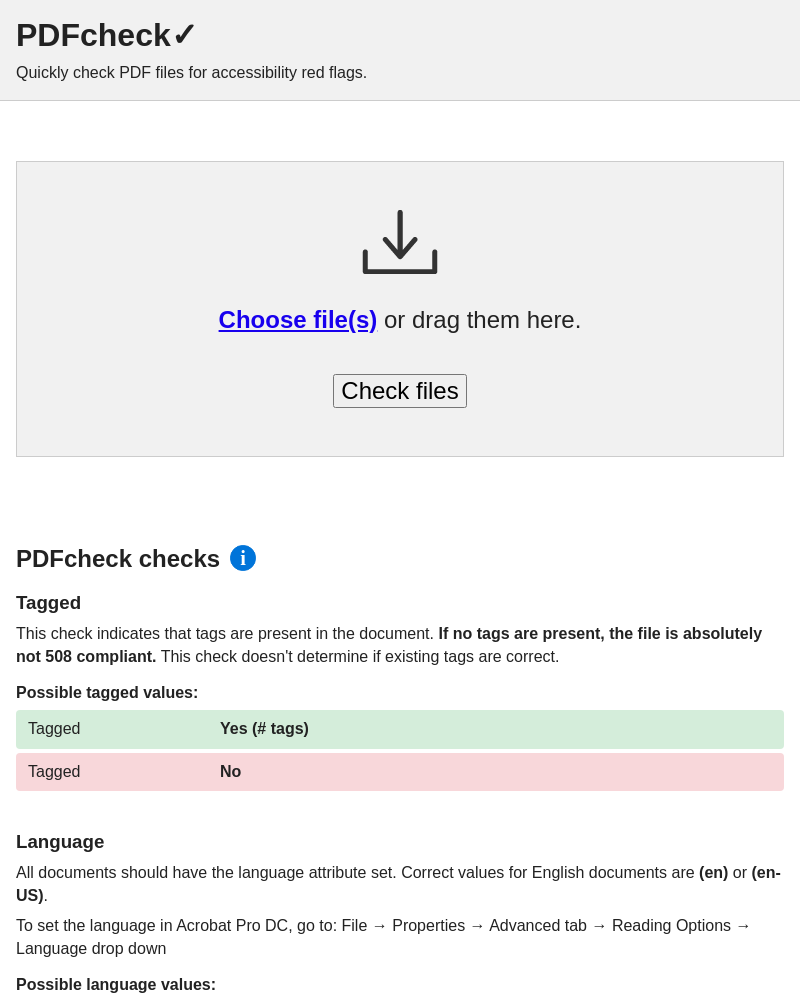 PDFcheck✓
Quickly check PDF files for accessibility red flags.
Choose file(s) or drag them here.
Check files
PDFcheck checks i
Tagged
This check indicates that tags are present in the document. If no tags are present, the file is absolutely
not 508 compliant. This check doesn't determine if existing tags are correct.
Possible tagged values:
Tagged Yes (# tags)
Tagged No
Language
All documents should have the language attribute set. Correct values for English documents are (en) or (en-
US).
To set the language in Acrobat Pro DC, go to: File → Properties → Advanced tab → Reading Options →
Language drop down
Possible language values: